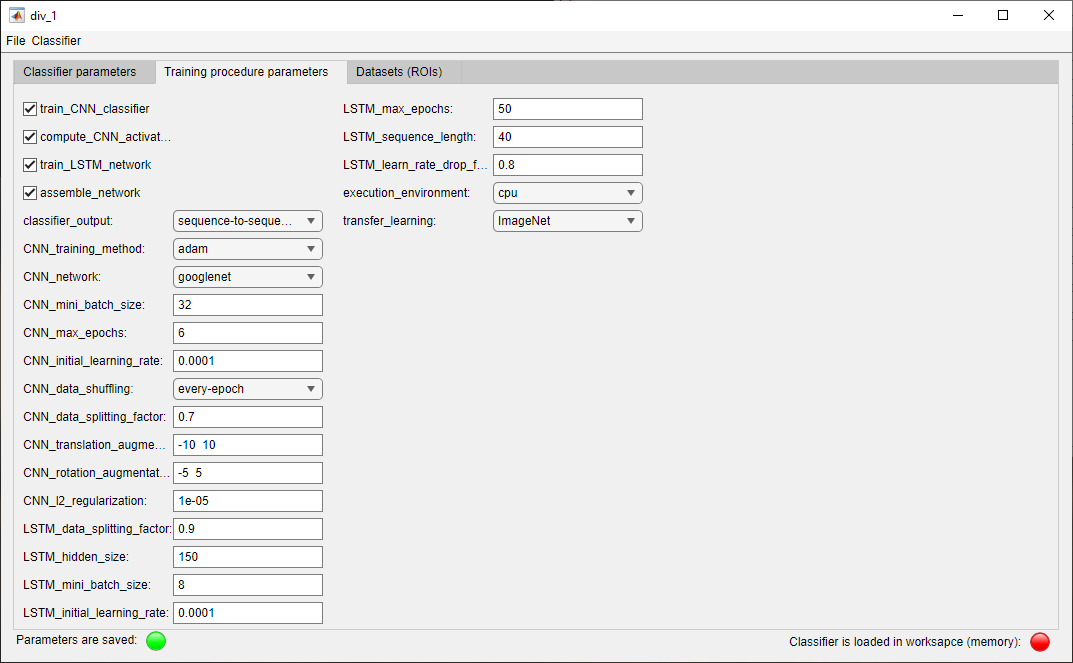 div_1
File Classifier
Classifier parameters Training procedure parameters Datasets (ROIs)
train_CNN_classifier
compute_CNN_activat...
train_LSTM_network
assemble_network
classifier_output: sequence-to-seque...
CNN_training_method: adam
CNN_network: googlenet
CNN_mini_batch_size: 32
CNN_max_epochs: 6
CNN_initial_learning_rate: 0.0001
CNN_data_shuffling: every-epoch
CNN_data_splitting_factor: 0.7
CNN_translation_augme... -10 10
CNN_rotation_augmentat... -5 5
CNN_l2_regularization: 1e-05
LSTM_data_splitting_factor: 0.9
LSTM_hidden_size: 150
LSTM_mini_batch_size: 8
LSTM_initial_learning_rate: 0.0001
LSTM_max_epochs: 50
LSTM_sequence_length: 40
LSTM_learn_rate_drop_f... 0.8
execution_environment: cpu
transfer_learning: ImageNet
Parameters are saved:
Classifier is loaded in worksapce (memory):